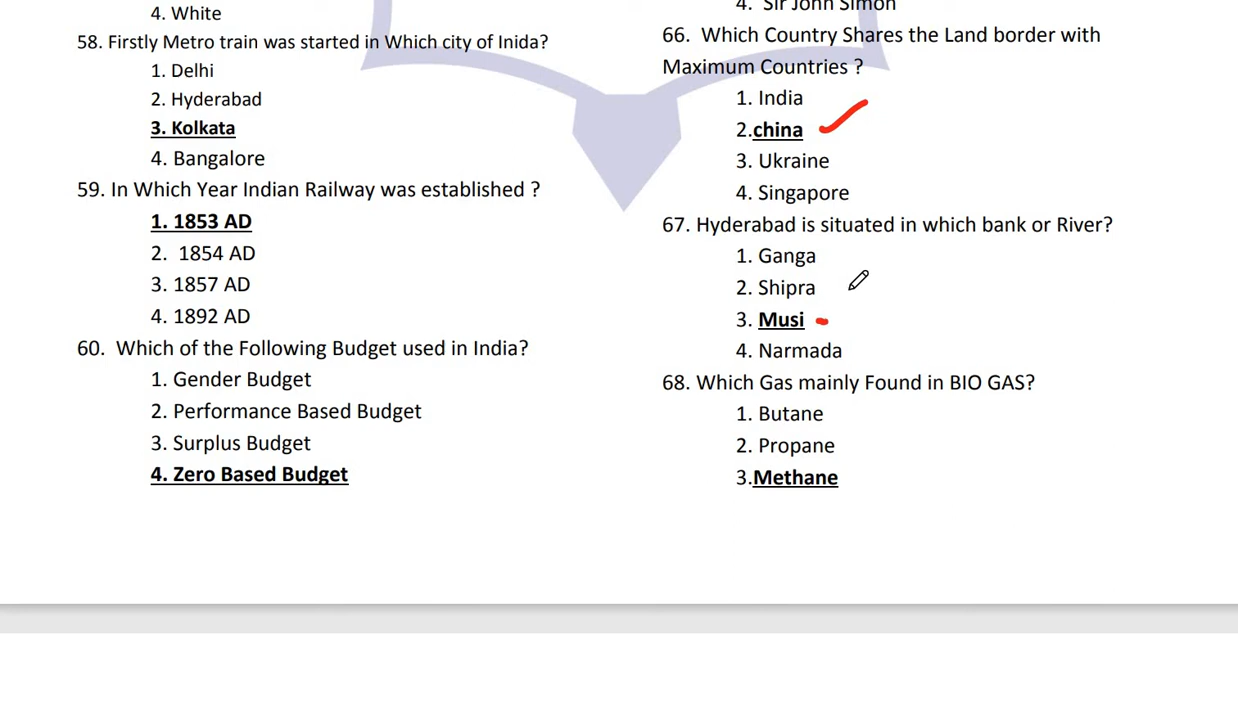 4. White
58. Firstly Metro train was started in Which city of Inida?
1. Delhi
2. Hyderabad
3. Kolkata
4. Bangalore
59. In Which Year Indian Railway was established ?
1. 1853 AD
2. 1854 AD
3. 1857 AD
4. 1892 AD
60. Which of the Following Budget used in India?
1. Gender Budget
2. Performance Based Budget
3. Surplus Budget
4. Zero Based Budget
4. Sir John Simon
66. Which Country Shares the Land border with
Maximum Countries ?
1. India
2.china
3. Ukraine
4. Singapore
67. Hyderabad is situated in which bank or River?
1. Ganga
2. Shipra
3. Musi
4. Narmada
68. Which Gas mainly Found in BIO GAS?
1. Butane
2. Propane
3.Methane